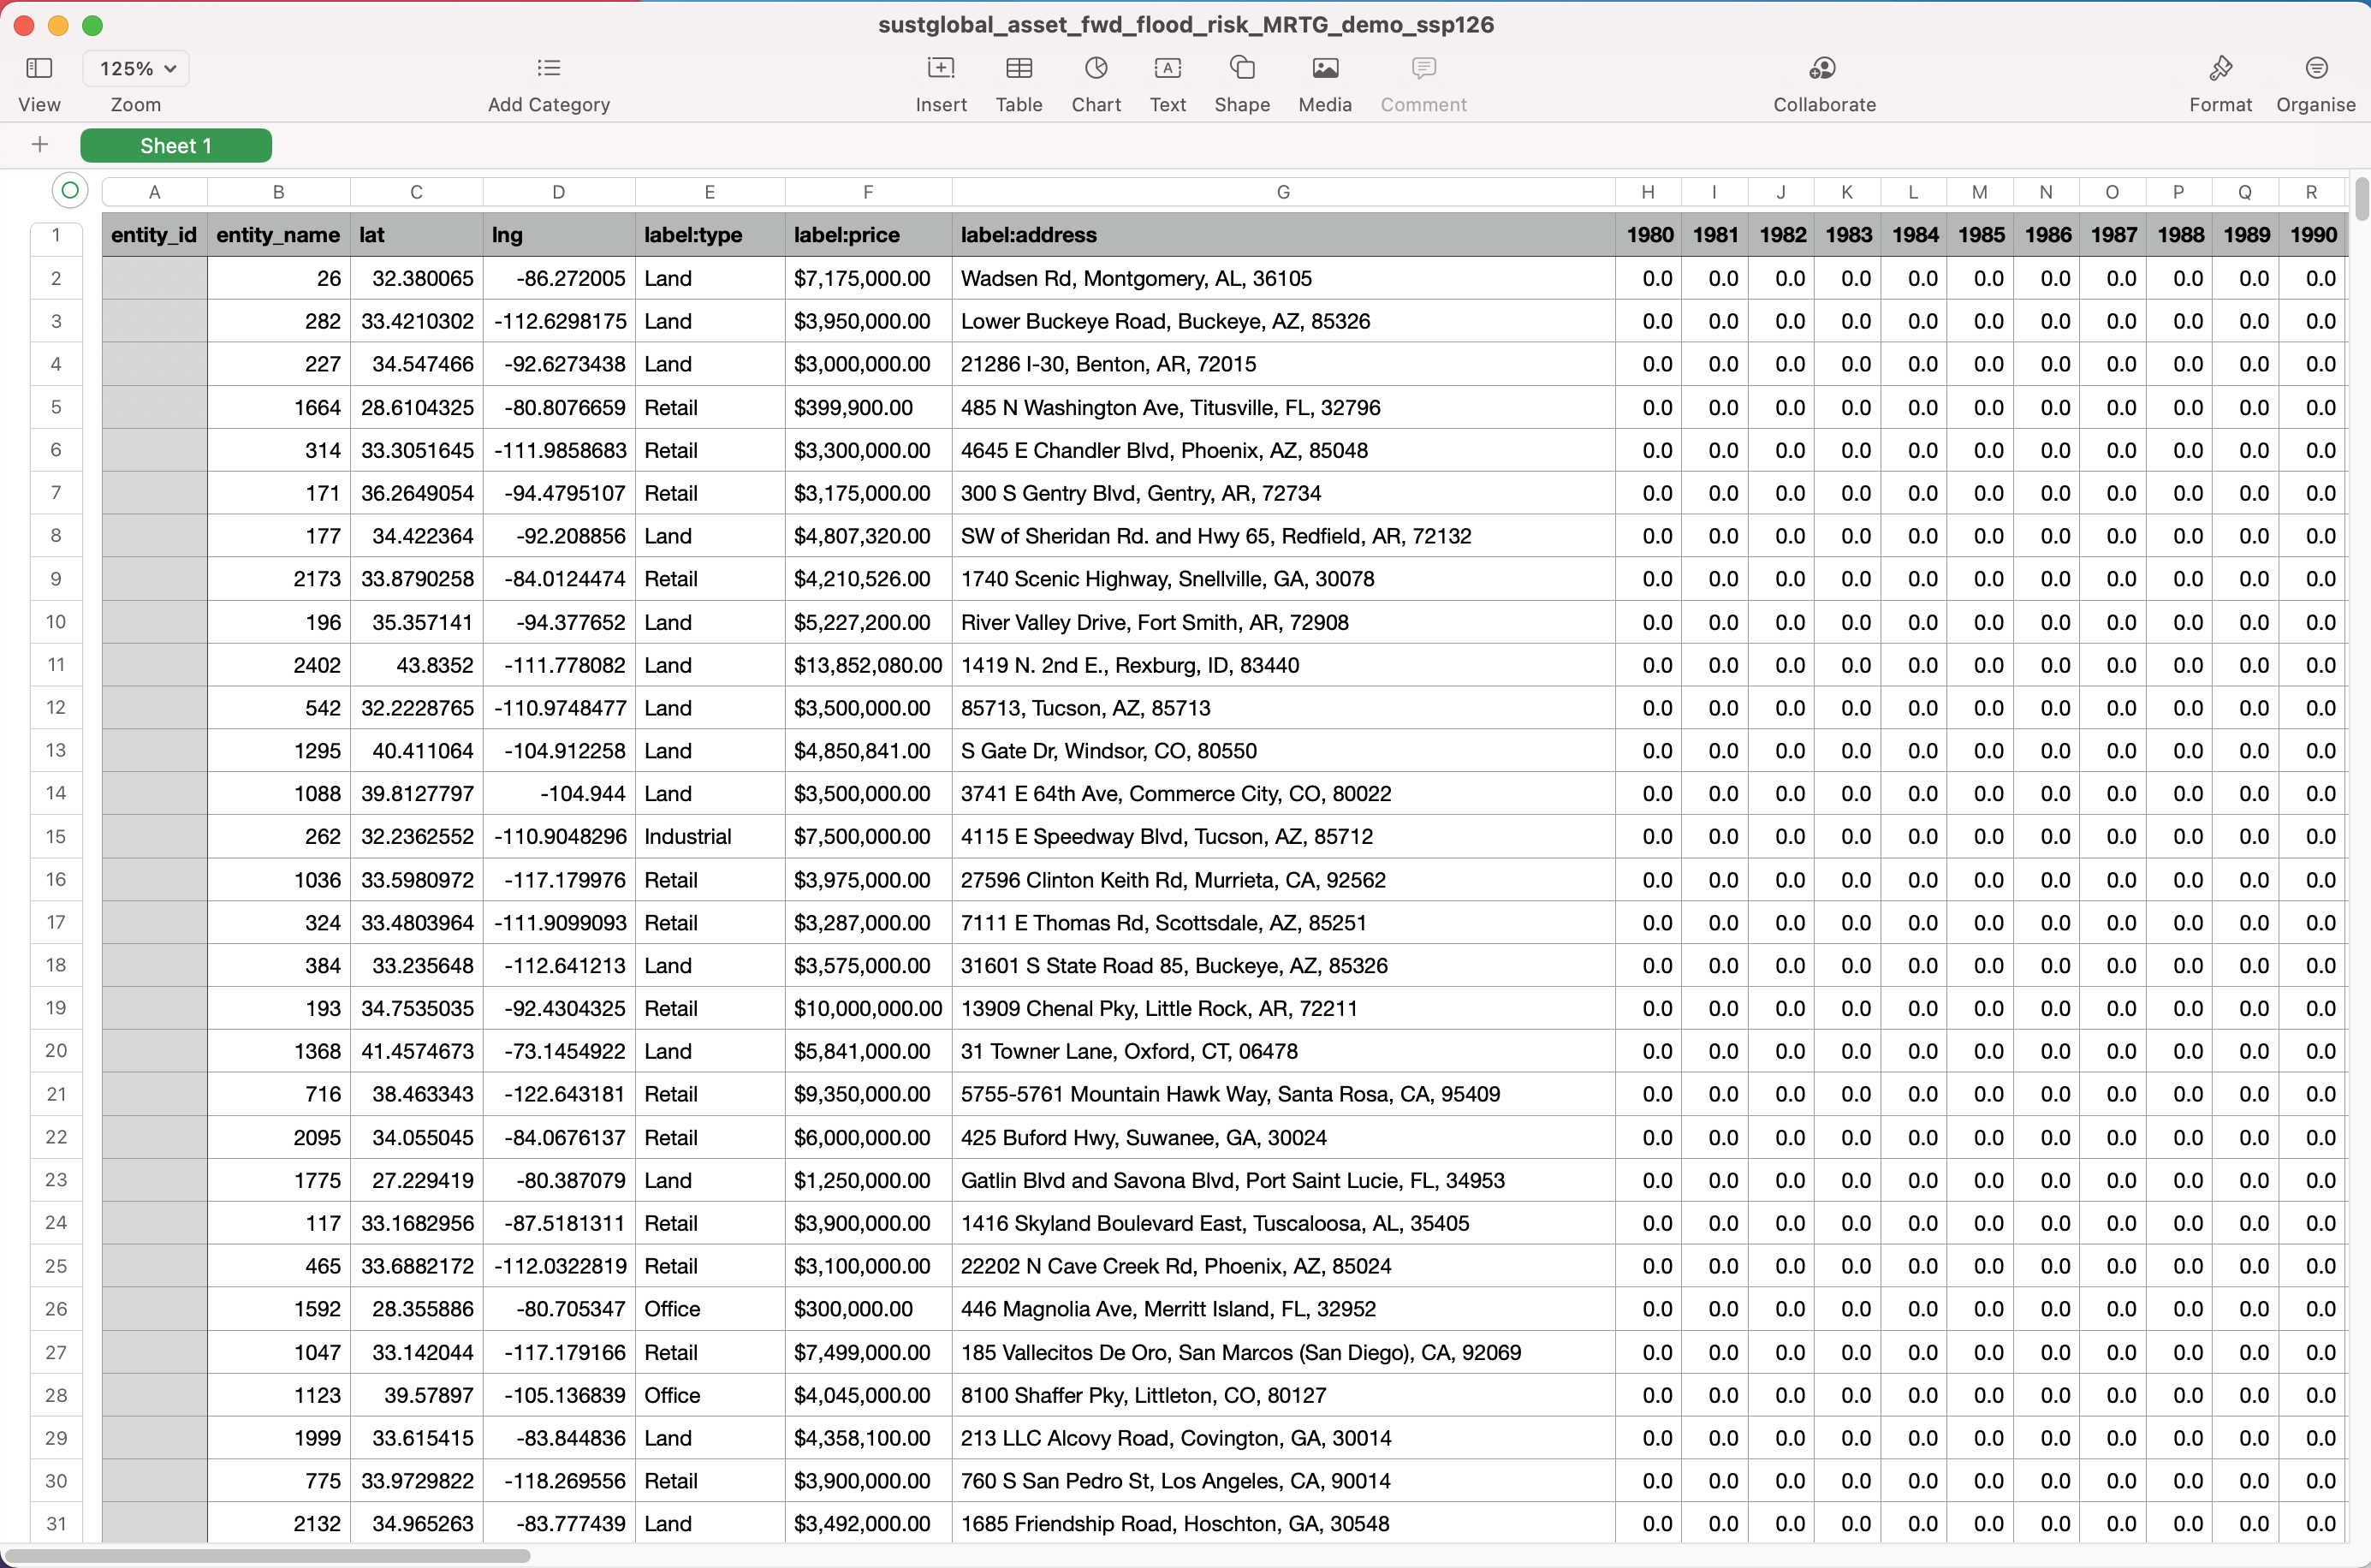 sustglobal_asset_fwd_flood_risk_MRTG_demo_ssp126
125%
View Zoom Add Category Insert Table Chart Text Shape Media Comment Collaborate Format Organise
Sheet 1
A B C D E F G H I J K L M N O P Q R
1 entity_id entity_name lat lng label:type label:price label:address 1980 1981 1982 1983 1984 1985 1986 1987 1988 1989 1990
2 26 32.380065 -86.272005 Land $7,175,000.00 Wadsen Rd, Montgomery, AL, 36105 0.0 0.0 0.0 0.0 0.0 0.0 0.0 0.0 0.0 0.0 0.0
3 282 33.4210302 -112.6298175 Land $3,950,000.00 Lower Buckeye Road, Buckeye, AZ, 85326 0.0 0.0 0.0 0.0 0.0 0.0 0.0 0.0 0.0 0.0 0.0
4 227 34.547466 -92.6273438 Land $3,000,000.00 21286 I-30, Benton, AR, 72015 0.0 0.0 0.0 0.0 0.0 0.0 0.0 0.0 0.0 0.0 0.0
5 1664 28.6104325 -80.8076659 Retail $399,900.00 485 N Washington Ave, Titusville, FL, 32796 0.0 0.0 0.0 0.0 0.0 0.0 0.0 0.0 0.0 0.0 0.0
6 314 33.3051645 -111.9858683 Retail $3,300,000.00 4645 E Chandler Blvd, Phoenix, AZ, 85048 0.0 0.0 0.0 0.0 0.0 0.0 0.0 0.0 0.0 0.0 0.0
7 171 36.2649054 -94.4795107 Retail $3,175,000.00 300 S Gentry Blvd, Gentry, AR, 72734 0.0 0.0 0.0 0.0 0.0 0.0 0.0 0.0 0.0 0.0 0.0
8 177 34.422364 -92.208856 Land $4,807,320.00 SW of Sheridan Rd. and Hwy 65, Redfield, AR, 72132 0.0 0.0 0.0 0.0 0.0 0.0 0.0 0.0 0.0 0.0 0.0
9 2173 33.8790258 -84.0124474 Retail $4,210,526.00 1740 Scenic Highway, Snellville, GA, 30078 0.0 0.0 0.0 0.0 0.0 0.0 0.0 0.0 0.0 0.0 0.0
10 196 35.357141 -94.377652 Land $5,227,200.00 River Valley Drive, Fort Smith, AR, 72908 0.0 0.0 0.0 0.0 0.0 0.0 0.0 0.0 0.0 0.0 0.0
11 2402 43.8352 -111.778082 Land $13,852,080.00 1419 N. 2nd E., Rexburg, ID, 83440 0.0 0.0 0.0 0.0 0.0 0.0 0.0 0.0 0.0 0.0 0.0
12 542 32.2228765 -110.9748477 Land $3,500,000.00 85713, Tucson, AZ, 85713 0.0 0.0 0.0 0.0 0.0 0.0 0.0 0.0 0.0 0.0 0.0
13 1295 40.411064 -104.912258 Land $4,850,841.00 S Gate Dr, Windsor, CO, 80550 0.0 0.0 0.0 0.0 0.0 0.0 0.0 0.0 0.0 0.0 0.0
14 1088 39.8127797 -104.944 Land $3,500,000.00 3741 E 64th Ave, Commerce City, CO, 80022 0.0 0.0 0.0 0.0 0.0 0.0 0.0 0.0 0.0 0.0 0.0
15 262 32.2362552 -110.9048296 Industrial $7,500,000.00 4115 E Speedway Blvd, Tucson, AZ, 85712 0.0 0.0 0.0 0.0 0.0 0.0 0.0 0.0 0.0 0.0 0.0
16 1036 33.5980972 -117.179976 Retail $3,975,000.00 27596 Clinton Keith Rd, Murrieta, CA, 92562 0.0 0.0 0.0 0.0 0.0 0.0 0.0 0.0 0.0 0.0 0.0
17 324 33.4803964 -111.9099093 Retail $3,287,000.00 7111 E Thomas Rd, Scottsdale, AZ, 85251 0.0 0.0 0.0 0.0 0.0 0.0 0.0 0.0 0.0 0.0 0.0
18 384 33.235648 -112.641213 Land $3,575,000.00 31601 S State Road 85, Buckeye, AZ, 85326 0.0 0.0 0.0 0.0 0.0 0.0 0.0 0.0 0.0 0.0 0.0
19 193 34.7535035 -92.4304325 Retail $10,000,000.00 13909 Chenal Pky, Little Rock, AR, 72211 0.0 0.0 0.0 0.0 0.0 0.0 0.0 0.0 0.0 0.0 0.0
20 1368 41.4574673 -73.1454922 Land $5,841,000.00 31 Towner Lane, Oxford, CT, 06478 0.0 0.0 0.0 0.0 0.0 0.0 0.0 0.0 0.0 0.0 0.0
21 716 38.463343 -122.643181 Retail $9,350,000.00 5755-5761 Mountain Hawk Way, Santa Rosa, CA, 95409 0.0 0.0 0.0 0.0 0.0 0.0 0.0 0.0 0.0 0.0 0.0
22 2095 34.055045 -84.0676137 Retail $6,000,000.00 425 Buford Hwy, Suwanee, GA, 30024 0.0 0.0 0.0 0.0 0.0 0.0 0.0 0.0 0.0 0.0 0.0
23 1775 27.229419 -80.387079 Land $1,250,000.00 Gatlin Blvd and Savona Blvd, Port Saint Lucie, FL, 34953 0.0 0.0 0.0 0.0 0.0 0.0 0.0 0.0 0.0 0.0 0.0
24 117 33.1682956 -87.5181311 Retail $3,900,000.00 1416 Skyland Boulevard East, Tuscaloosa, AL, 35405 0.0 0.0 0.0 0.0 0.0 0.0 0.0 0.0 0.0 0.0 0.0
25 465 33.6882172 -112.0322819 Retail $3,100,000.00 22202 N Cave Creek Rd, Phoenix, AZ, 85024 0.0 0.0 0.0 0.0 0.0 0.0 0.0 0.0 0.0 0.0 0.0
26 1592 28.355886 -80.705347 Office $300,000.00 446 Magnolia Ave, Merritt Island, FL, 32952 0.0 0.0 0.0 0.0 0.0 0.0 0.0 0.0 0.0 0.0 0.0
27 1047 33.142044 -117.179166 Retail $7,499,000.00 185 Vallecitos De Oro, San Marcos (San Diego), CA, 92069 0.0 0.0 0.0 0.0 0.0 0.0 0.0 0.0 0.0 0.0 0.0
28 1123 39.57897 -105.136839 Office $4,045,000.00 8100 Shaffer Pky, Littleton, CO, 80127 0.0 0.0 0.0 0.0 0.0 0.0 0.0 0.0 0.0 0.0 0.0
29 1999 33.615415 -83.844836 Land $4,358,100.00 213 LLC Alcovy Road, Covington, GA, 30014 0.0 0.0 0.0 0.0 0.0 0.0 0.0 0.0 0.0 0.0 0.0
30 775 33.9729822 -118.269556 Retail $3,900,000.00 760 S San Pedro St, Los Angeles, CA, 90014 0.0 0.0 0.0 0.0 0.0 0.0 0.0 0.0 0.0 0.0 0.0
31 2132 34.965263 -83.777439 Land $3,492,000.00 1685 Friendship Road, Hoschton, GA, 30548 0.0 0.0 0.0 0.0 0.0 0.0 0.0 0.0 0.0 0.0 0.0